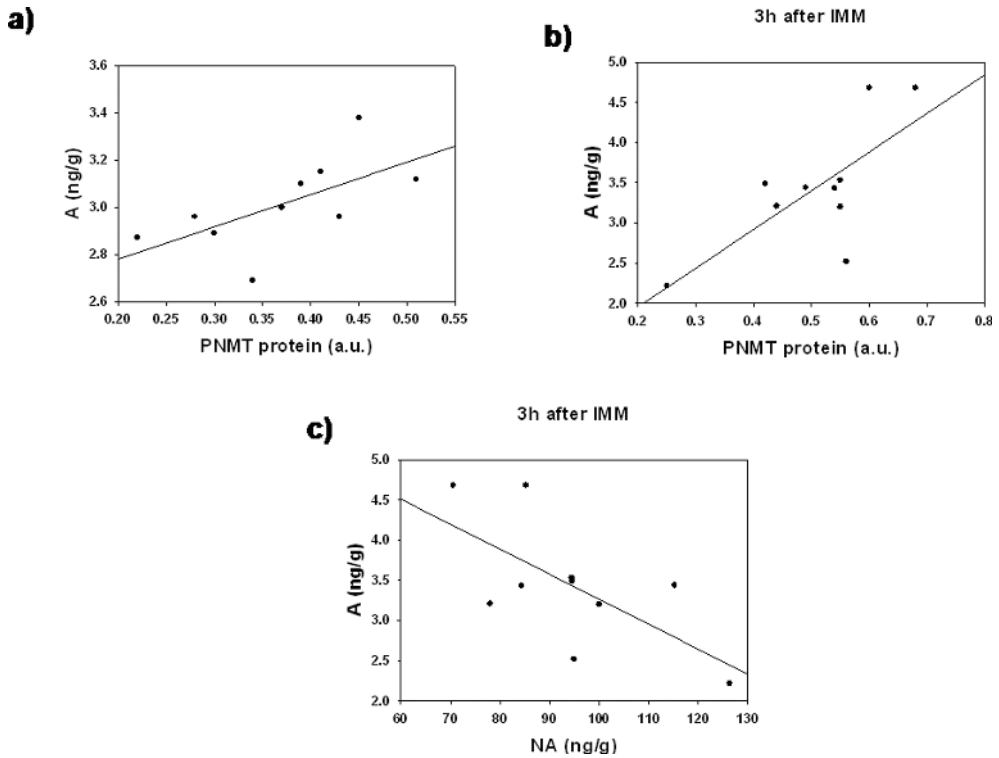 a)
3.6
3.4
3.2
3.0
2.8
2.6
A (ng/g)
0.20 0.25 0.30 0.35 0.40 0.45 0.50 0.55
PNMT protein (a.u.)
b)
3h after IMM
5.0
4.5
4.0
3.5
3.0
2.5
2.0
A (ng/g)
0.2 0.3 0.4 0.5 0.6 0.7 0.8
PNMT protein (a.u.)
c)
3h after IMM
5.0
4.5
4.0
3.5
3.0
2.5
2.0
A (ng/g)
60 70 80 90 100 110 120 130
NA (ng/g)